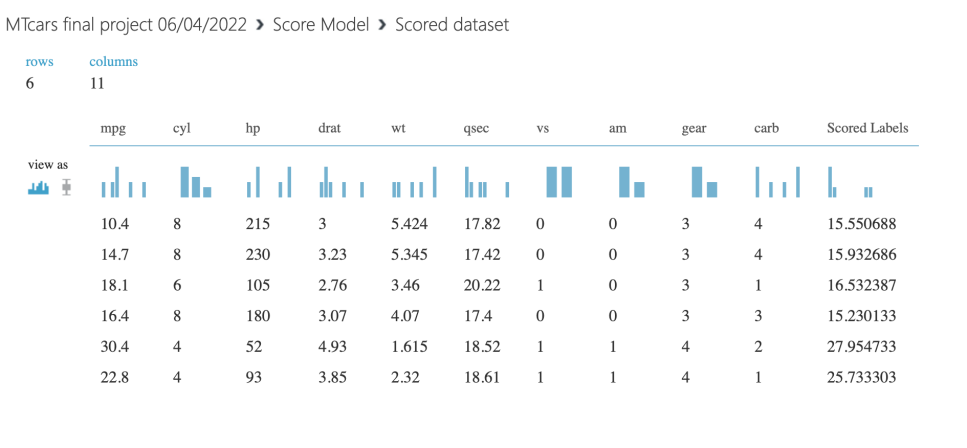 MTcars final project 06/04/2022 ❯ Score Model ❯ Scored dataset
rows columns
6 11
mpg cyl hp drat wt qsec vs am gear carb Scored Labels
view as
10.4 8 215 3 5.424 17.82 0 0 3 4 15.550688
14.7 8 230 3.23 5.345 17.42 0 0 3 4 15.932686
18.1 6 105 2.76 3.46 20.22 1 0 3 1 16.532387
16.4 8 180 3.07 4.07 17.4 0 0 3 3 15.230133
30.4 4 52 4.93 1.615 18.52 1 1 4 2 27.954733
22.8 4 93 3.85 2.32 18.61 1 1 4 1 25.733303